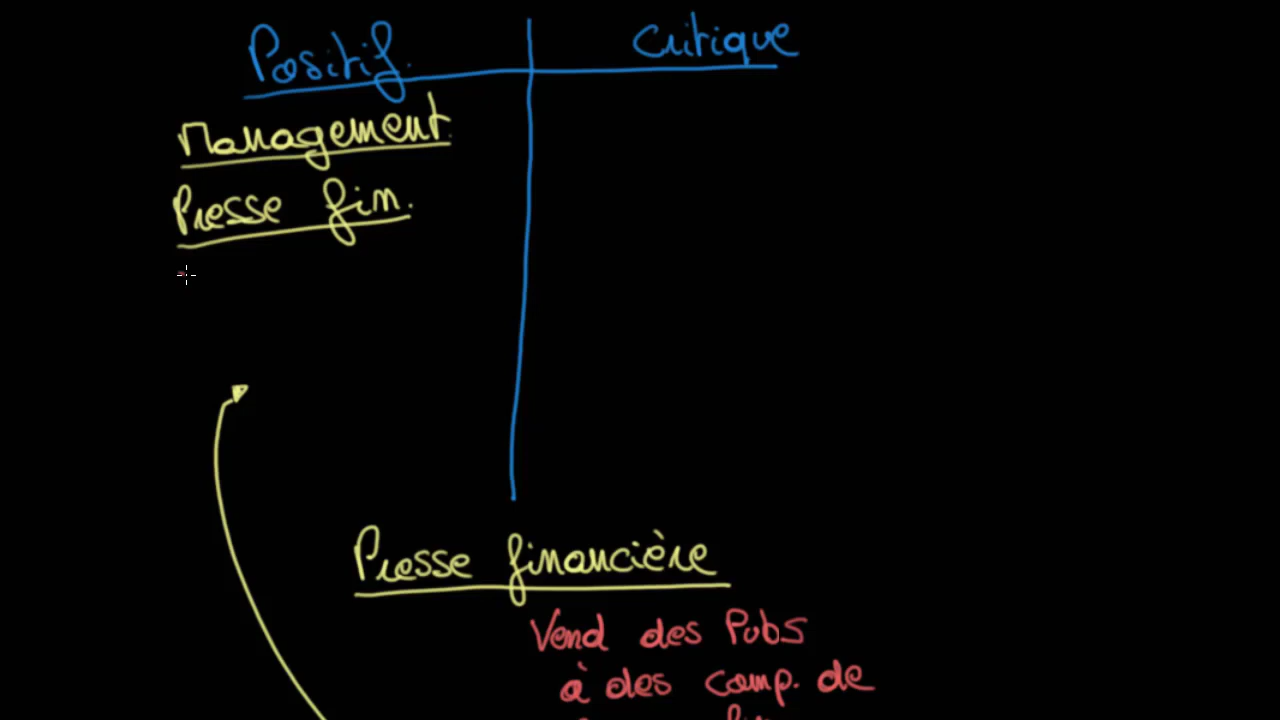 Positif. Critique
Management.
Presse fin.
Presse financière
Vend des Pubs
à des comp. de